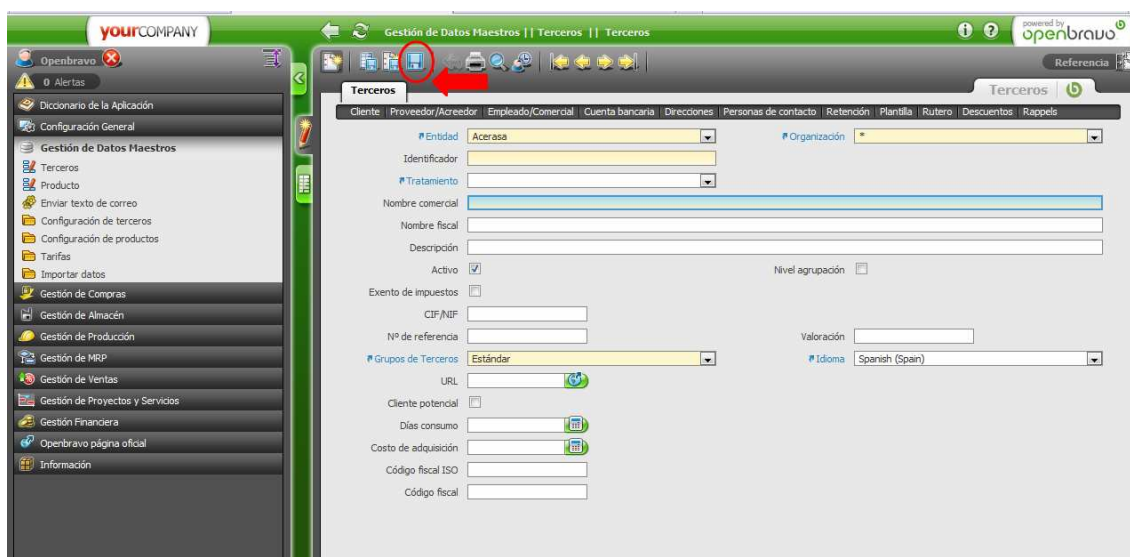 yourCOMPANY
Gestión de Datos Maestros || Terceros || Terceros
powered by
openbravo
Openbravo
0 Alertas
Referencia
Diccionario de la Aplicación
Configuración General
Gestión de Datos Maestros
Terceros
Producto
Enviar texto de correo
Configuración de terceros
Configuración de productos
Tarifas
Importar datos
Gestión de Compras
Gestión de Almacén
Gestión de Producción
Gestión de MRP
Gestión de Ventas
Gestión de Proyectos y Servicios
Gestión Financiera
Openbravo página oficial
Información
Terceros
Terceros
Cliente Proveedor/Acreedor Empleado/Comercial Cuenta bancaria Direcciones Personas de contacto Retención Plantilla Rutero Descuentos Rappels
Entidad Acerasa Organización *
Identificador
Tratamiento
Nombre comercial
Nombre fiscal
Descripción
Activo Nivel agrupación
Exento de impuestos
CIF/NIF
Nº de referencia Valoración
Grupos de Terceros Estándar Idioma Spanish (Spain)
URL
Cliente potencial
Días consumo
Costo de adquisición
Código fiscal ISO
Código fiscal